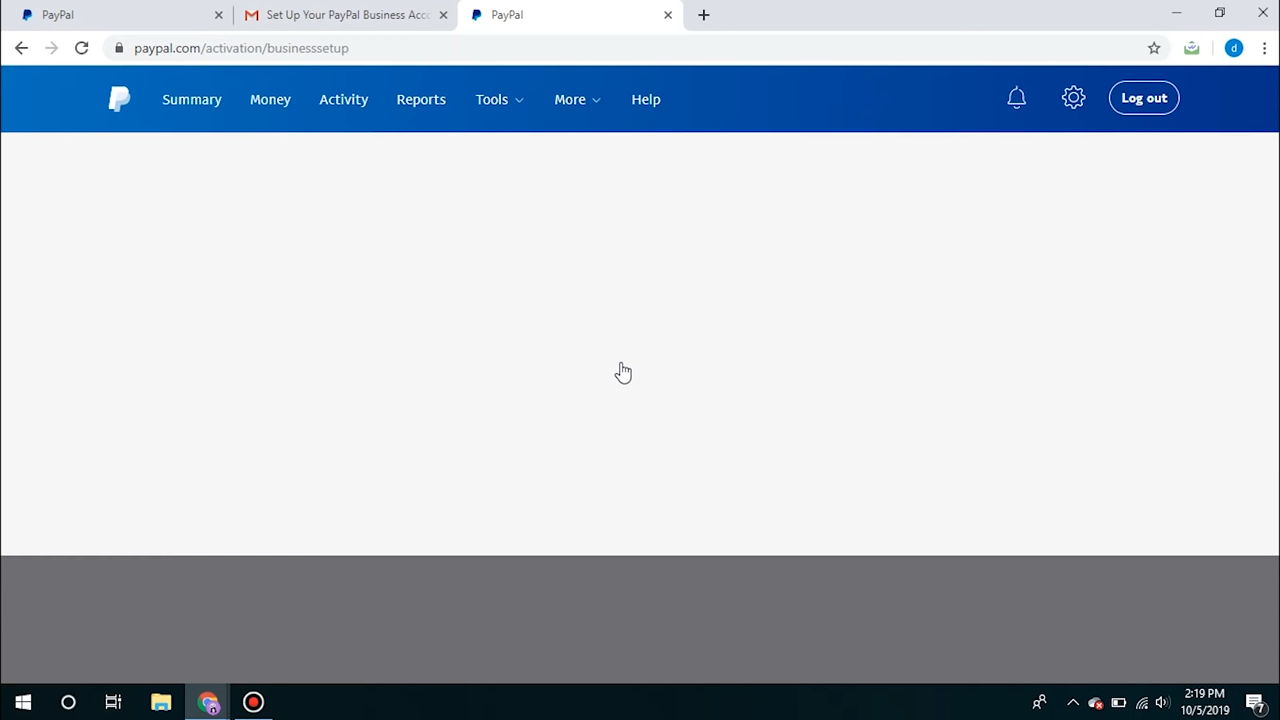 PayPal
Set Up Your PayPal Business Acc
PayPal
paypal.com/activation/businesssetup
d
Summary Money Activity Reports Tools More Help Log out
2:19 PM
10/5/2019
7